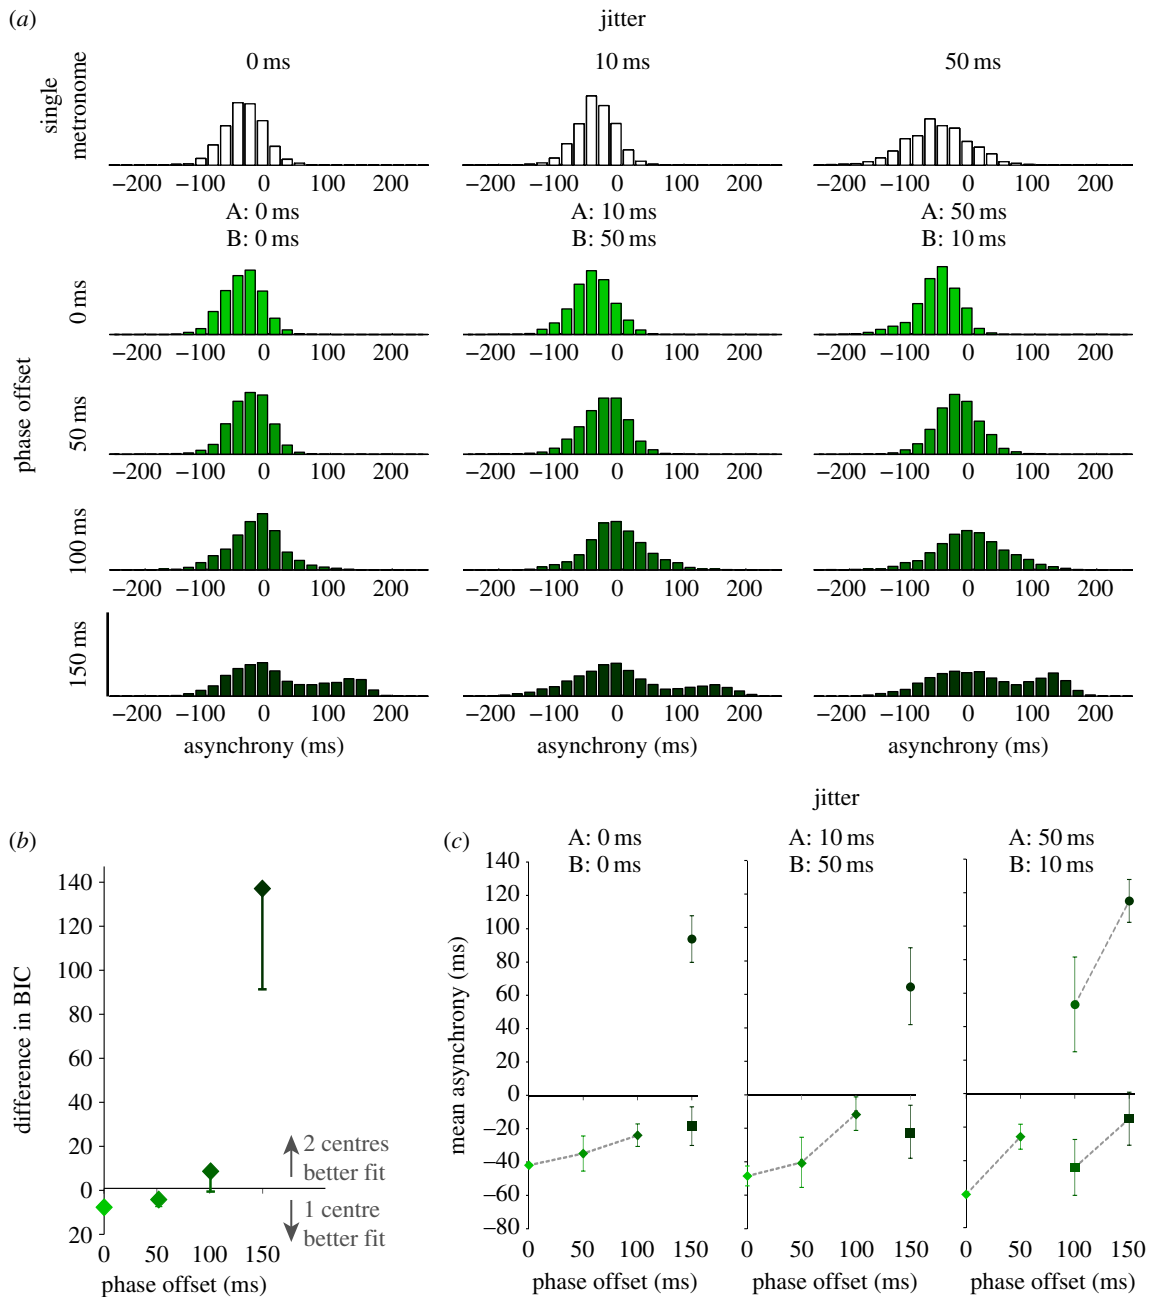 (a)
jitter
0 ms
10 ms
50 ms
single
metronome
−200 −100 0 100 200
−200 −100 0 100 200
−200 −100 0 100 200
A: 0 ms
B: 0 ms
A: 10 ms
B: 50 ms
A: 50 ms
B: 10 ms
phase offset
0 ms
−200 −100 0 100 200
−200 −100 0 100 200
−200 −100 0 100 200
50 ms
−200 −100 0 100 200
−200 −100 0 100 200
−200 −100 0 100 200
100 ms
−200 −100 0 100 200
−200 −100 0 100 200
−200 −100 0 100 200
150 ms
−200 −100 0 100 200
−200 −100 0 100 200
−200 −100 0 100 200
asynchrony (ms)
asynchrony (ms)
asynchrony (ms)
(b)
difference in BIC
140
120
100
80
60
40
20
0
20
2 centres
better fit
1 centre
better fit
0 50 100 150
phase offset (ms)
jitter
(c)
A: 0 ms
B: 0 ms
A: 10 ms
B: 50 ms
A: 50 ms
B: 10 ms
mean asynchrony (ms)
140
120
100
80
60
40
20
0
−20
−40
−60
−80
0 50 100 150
0 50 100 150
0 50 100 150
phase offset (ms)
phase offset (ms)
phase offset (ms)